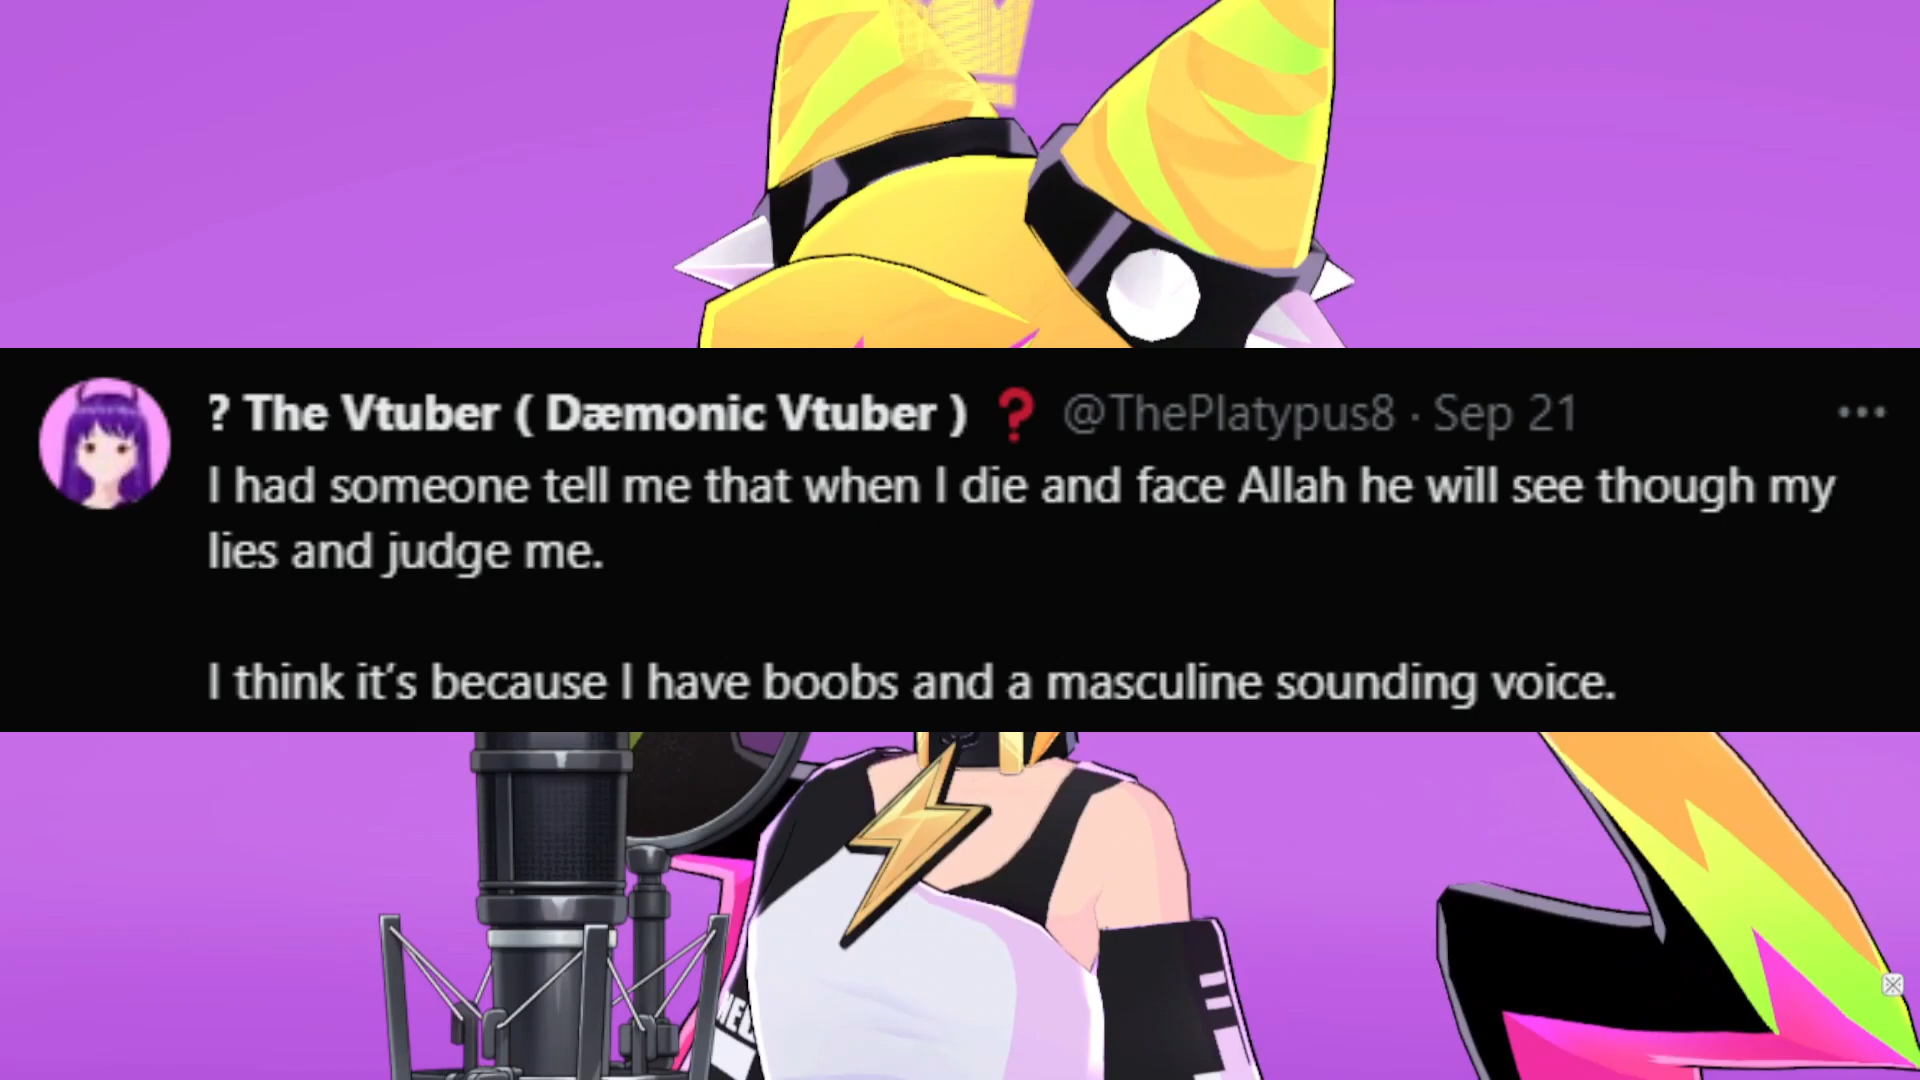 ? The Vtuber ( Dæmonic Vtuber ) ❓ @ThePlatypus8 · Sep 21
I had someone tell me that when I die and face Allah he will see though my
lies and judge me.
I think it's because I have boobs and a masculine sounding voice.